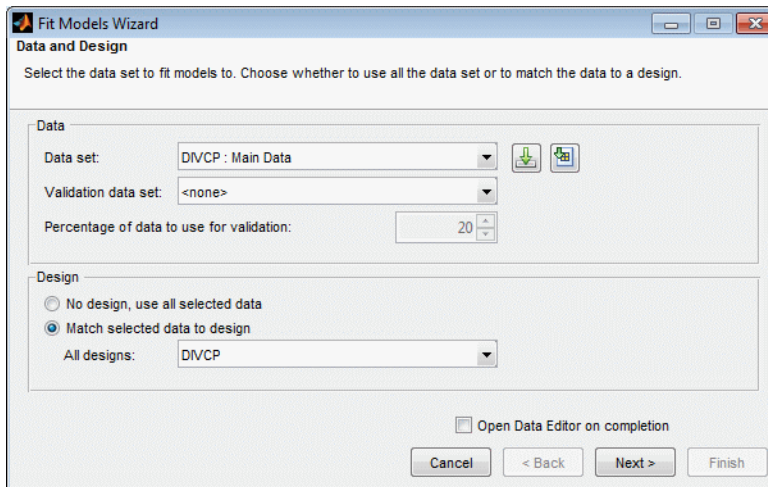 Fit Models Wizard
Data and Design
Select the data set to fit models to. Choose whether to use all the data set or to match the data to a design.
Data
Data set: DIVCP : Main Data
Validation data set: <none>
Percentage of data to use for validation: 20
Design
No design, use all selected data
Match selected data to design
All designs: DIVCP
Open Data Editor on completion
Cancel < Back Next > Finish